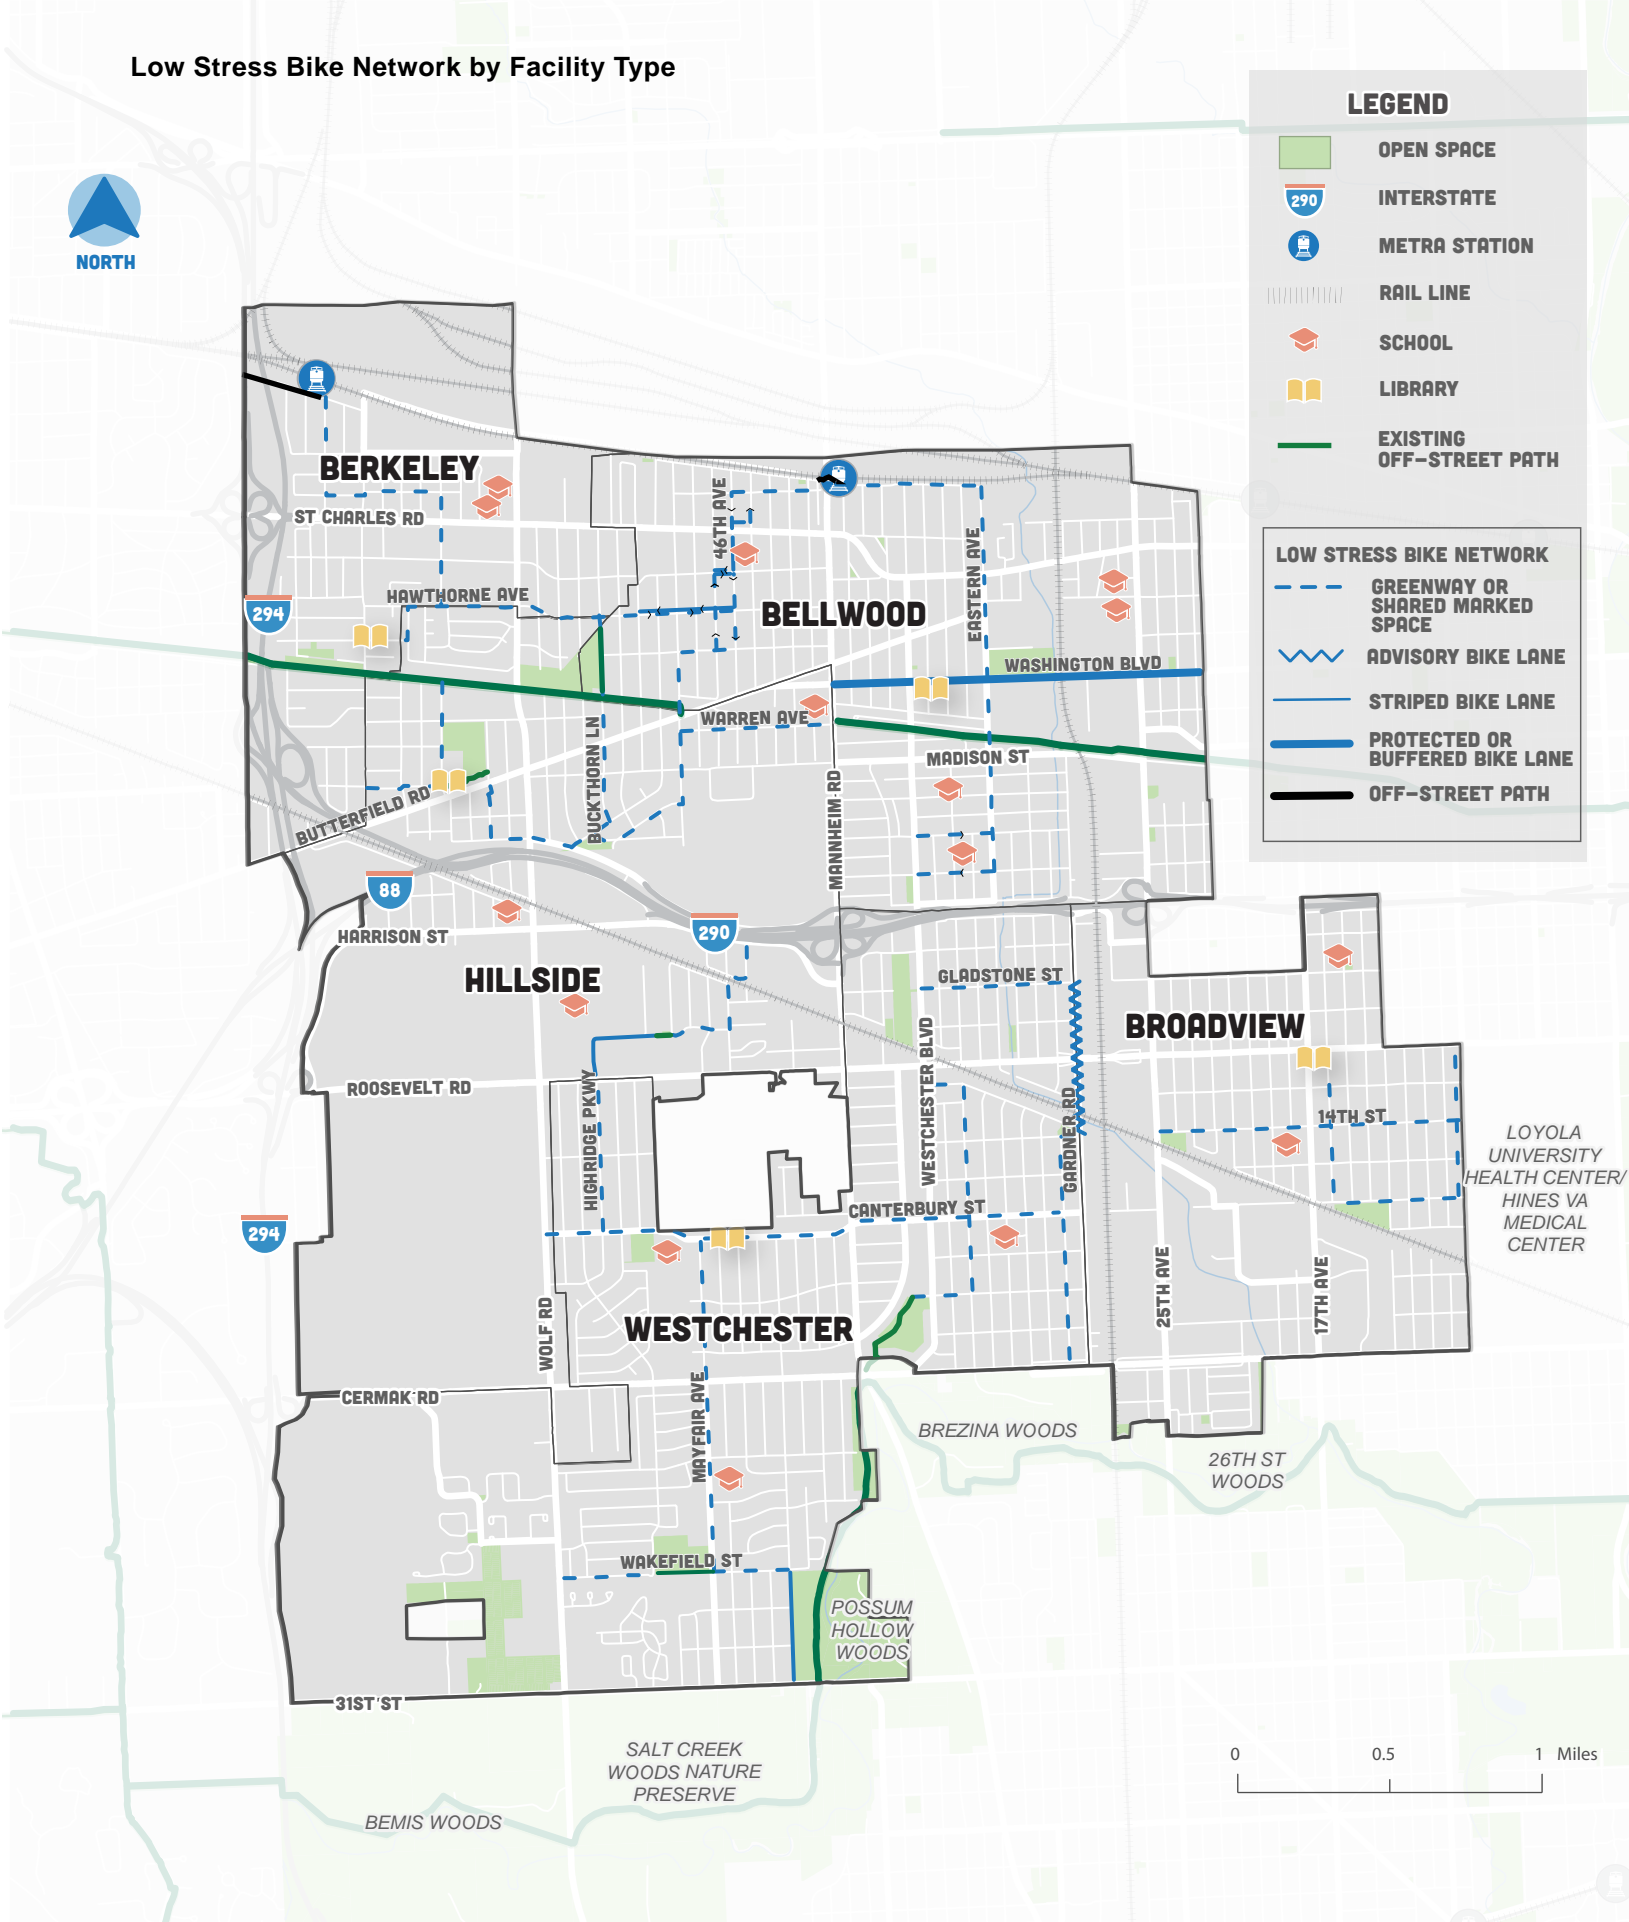 Low Stress Bike Network by Facility Type
NORTH
LEGEND
OPEN SPACE
290
INTERSTATE
METRA STATION
RAIL LINE
SCHOOL
LIBRARY
EXISTING
OFF-STREET PATH
LOW STRESS BIKE NETWORK
GREENWAY OR
SHARED MARKED
SPACE
ADVISORY BIKE LANE
STRIPED BIKE LANE
PROTECTED OR
BUFFERED BIKE LANE
OFF-STREET PATH
BERKELEY
ST CHARLES RD
46TH AVE
EASTERN AVE
HAWTHORNE AVE
294
BELLWOOD
WASHINGTON BLVD
WARREN AVE
BUCKTHORN LN
MADISON ST
MANNHEIM RD
BUTTERFIELD RD
88
HARRISON ST
290
HILLSIDE
GLADSTONE ST
BROADVIEW
WESTCHESTER BLVD
ROOSEVELT RD
HIGHRIDGE PKWY
GARDNER RD
14TH ST
LOYOLA
UNIVERSITY
HEALTH CENTER/
HINES VA
MEDICAL
CENTER
CANTERBURY ST
294
25TH AVE
17TH AVE
WOLF RD
WESTCHESTER
CERMAK RD
MAYFAIR AVE
BREZINA WOODS
26TH ST
WOODS
WAKEFIELD ST
POSSUM
HOLLOW
WOODS
31ST ST
SALT CREEK
WOODS NATURE
PRESERVE
BEMIS WOODS
0 0.5 1 Miles